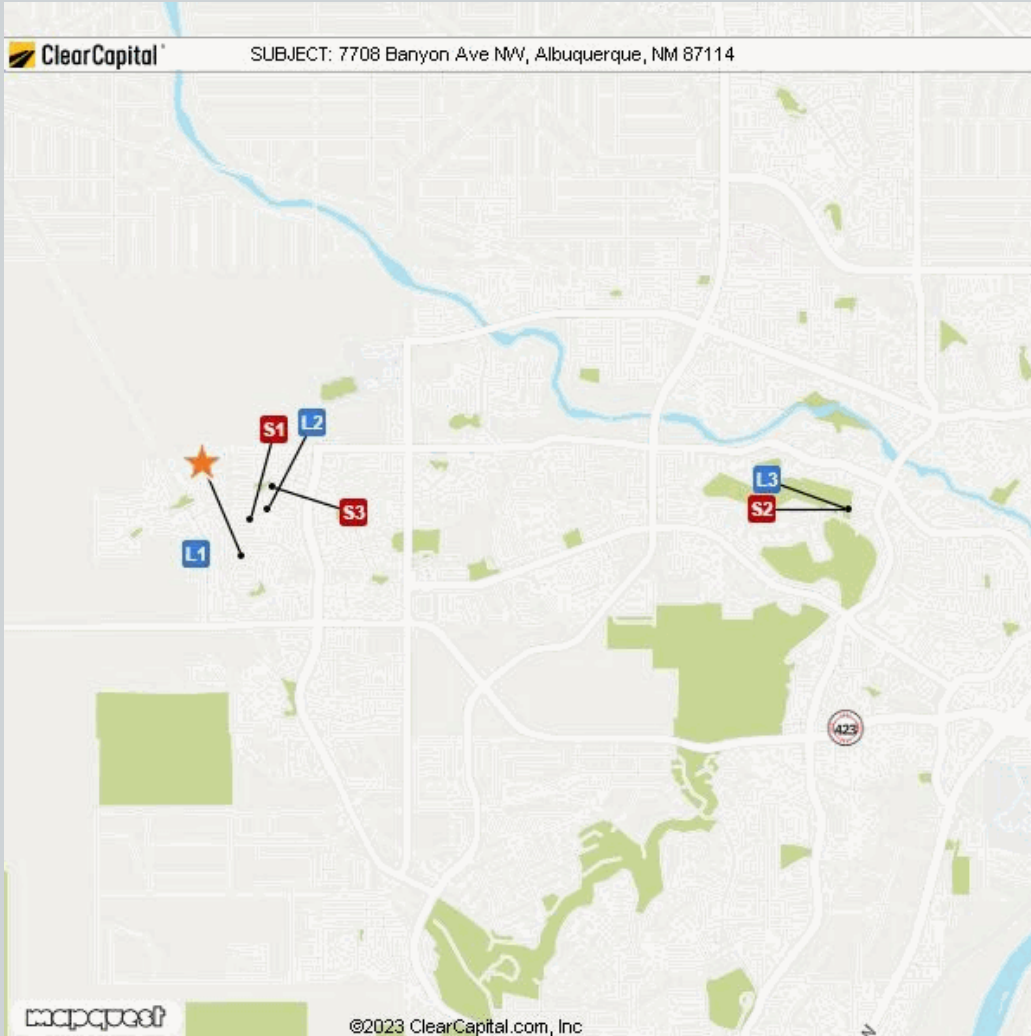 ClearCapital SUBJECT: 7708 Banyon Ave NW, Albuquerque, NM 87114
S1 L2
S3
L1
L3
S2
423
mapquest ©2023 ClearCapital.com, Inc